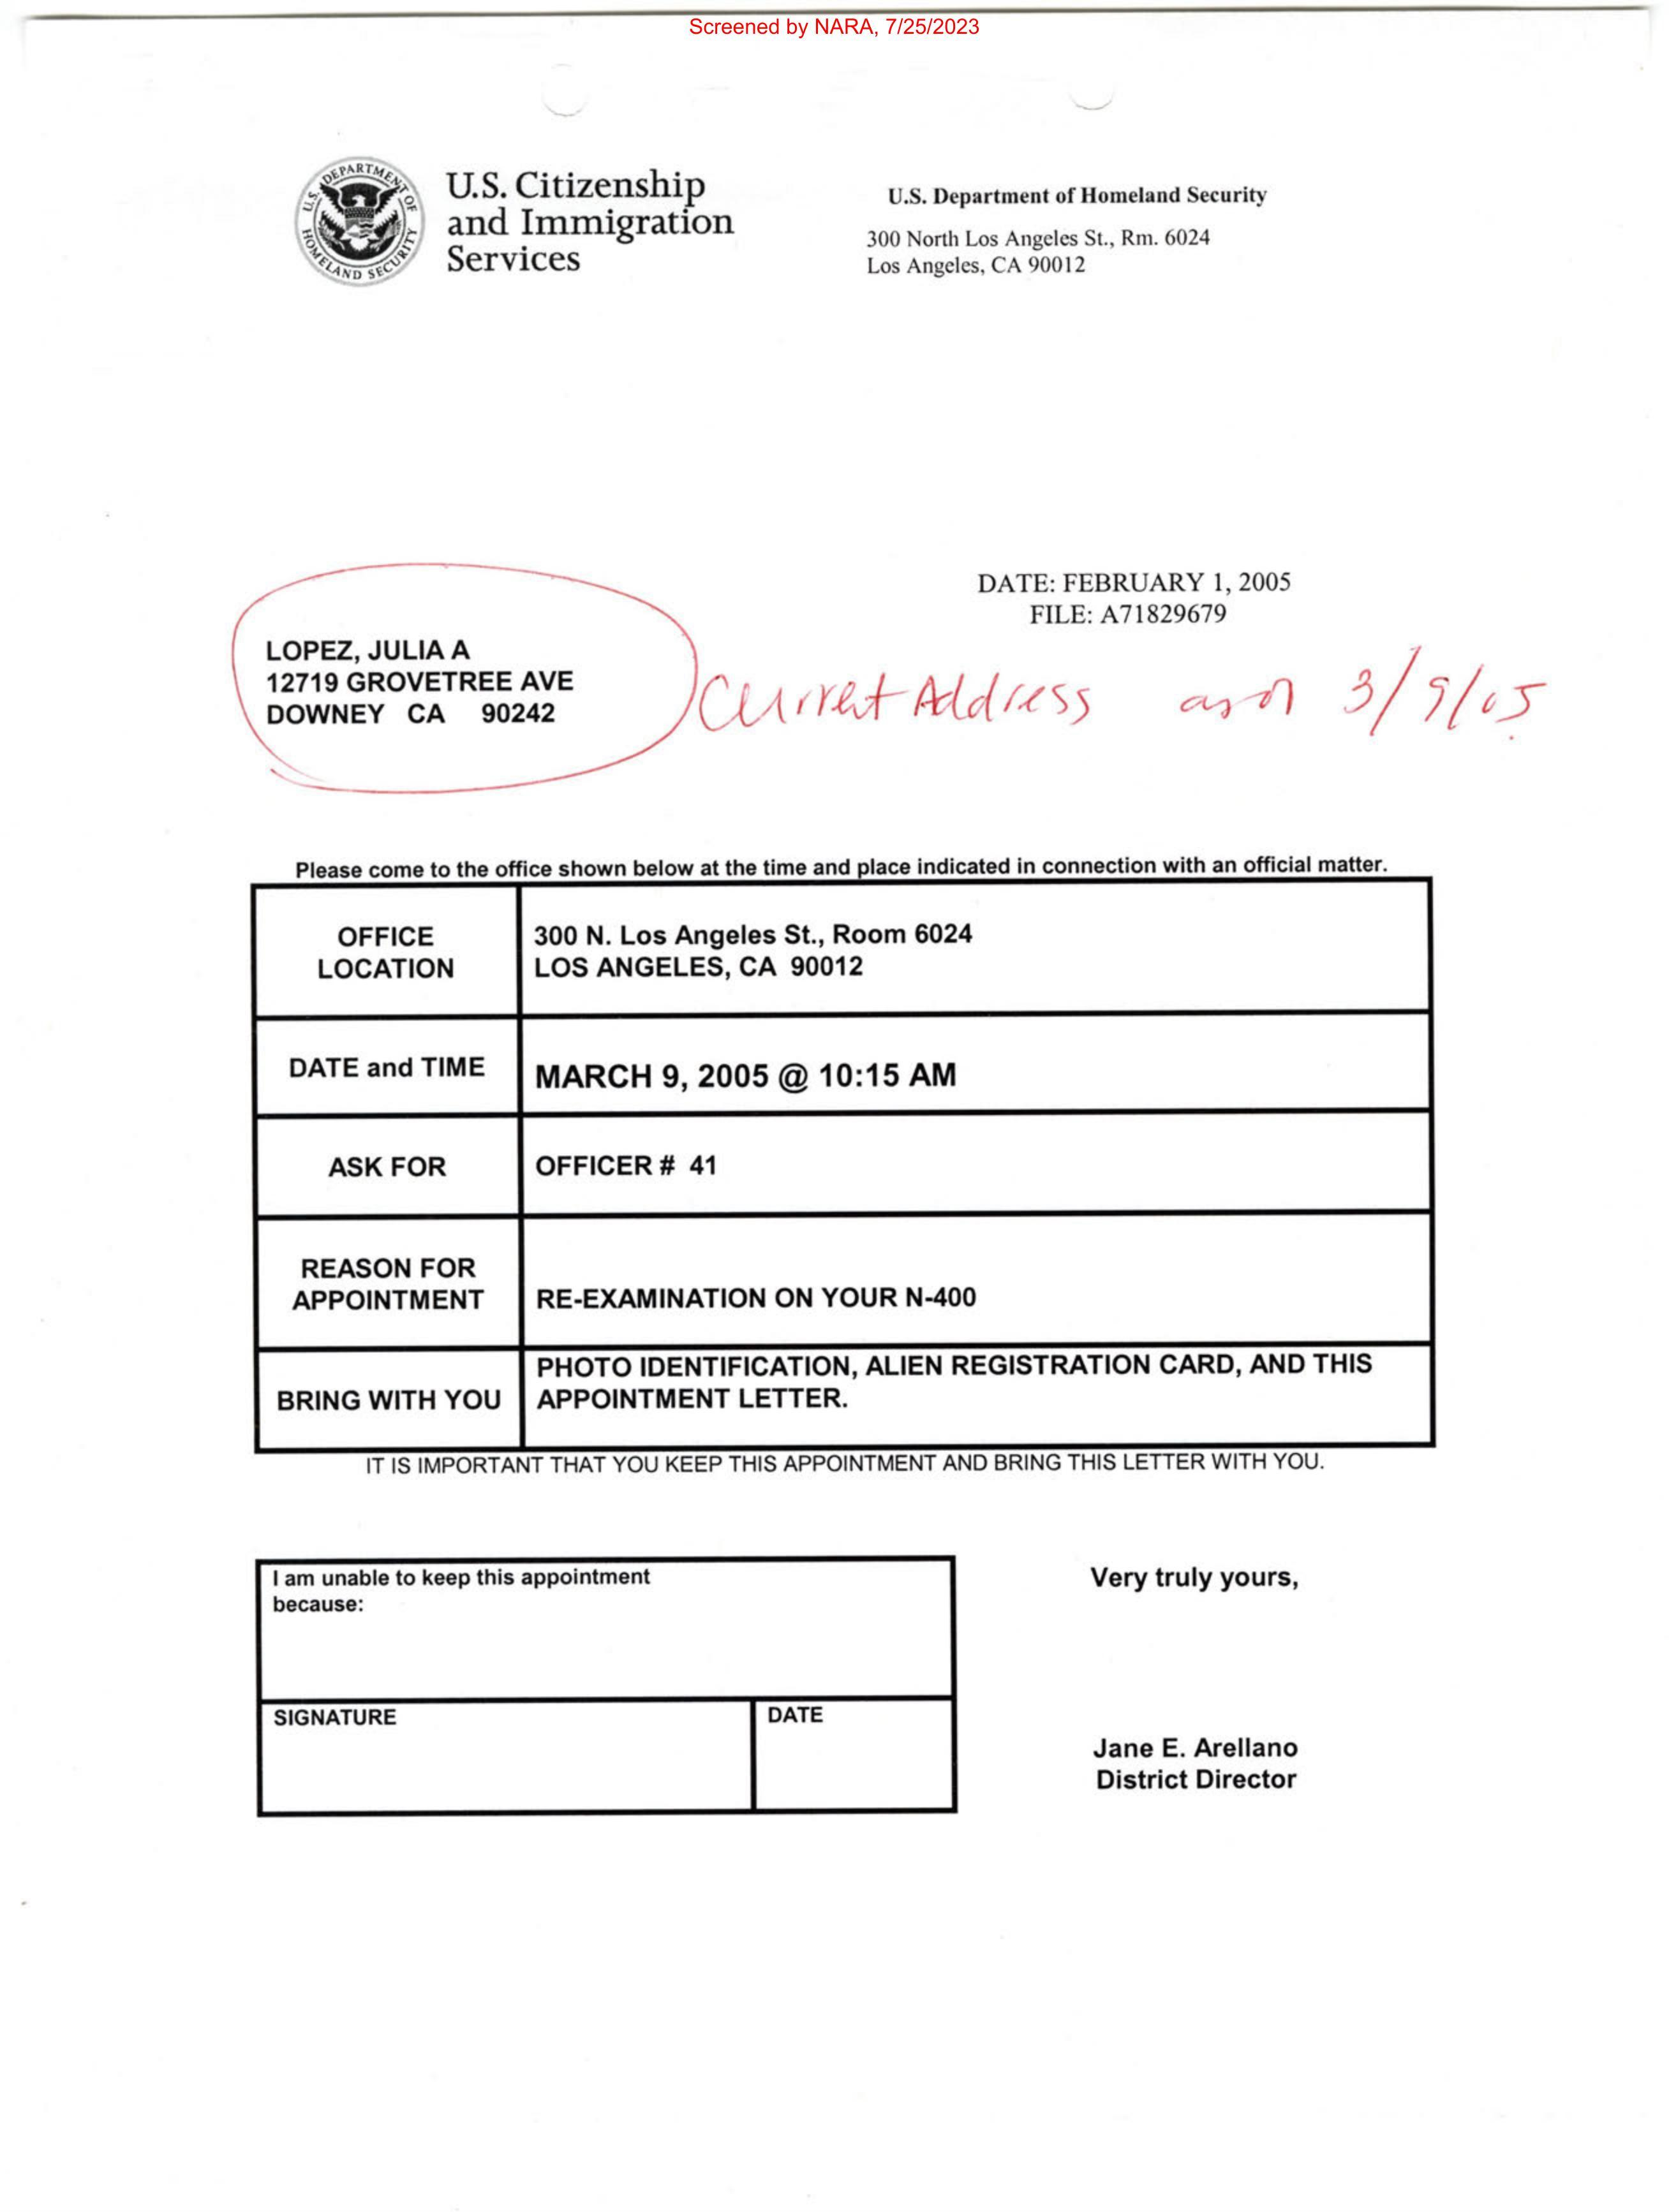 Screened by NARA, 7/25/2023
U.S. DEPARTMENT OF HOMELAND SECURITY
U.S. Citizenship
and Immigration
Services
U.S. Department of Homeland Security
300 North Los Angeles St., Rm. 6024
Los Angeles, CA 90012
DATE: FEBRUARY 1, 2005
FILE: A71829679
LOPEZ, JULIA A
12719 GROVETREE AVE
DOWNEY CA 90242
Current Address as of 3/9/05
Please come to the office shown below at the time and place indicated in connection with an official matter.
OFFICE
LOCATION
300 N. Los Angeles St., Room 6024
LOS ANGELES, CA 90012
DATE and TIME
MARCH 9, 2005 @ 10:15 AM
ASK FOR
OFFICER # 41
REASON FOR
APPOINTMENT
RE-EXAMINATION ON YOUR N-400
BRING WITH YOU
PHOTO IDENTIFICATION, ALIEN REGISTRATION CARD, AND THIS
APPOINTMENT LETTER.
IT IS IMPORTANT THAT YOU KEEP THIS APPOINTMENT AND BRING THIS LETTER WITH YOU.
I am unable to keep this appointment
because:
SIGNATURE
DATE
Very truly yours,
Jane E. Arellano
District Director